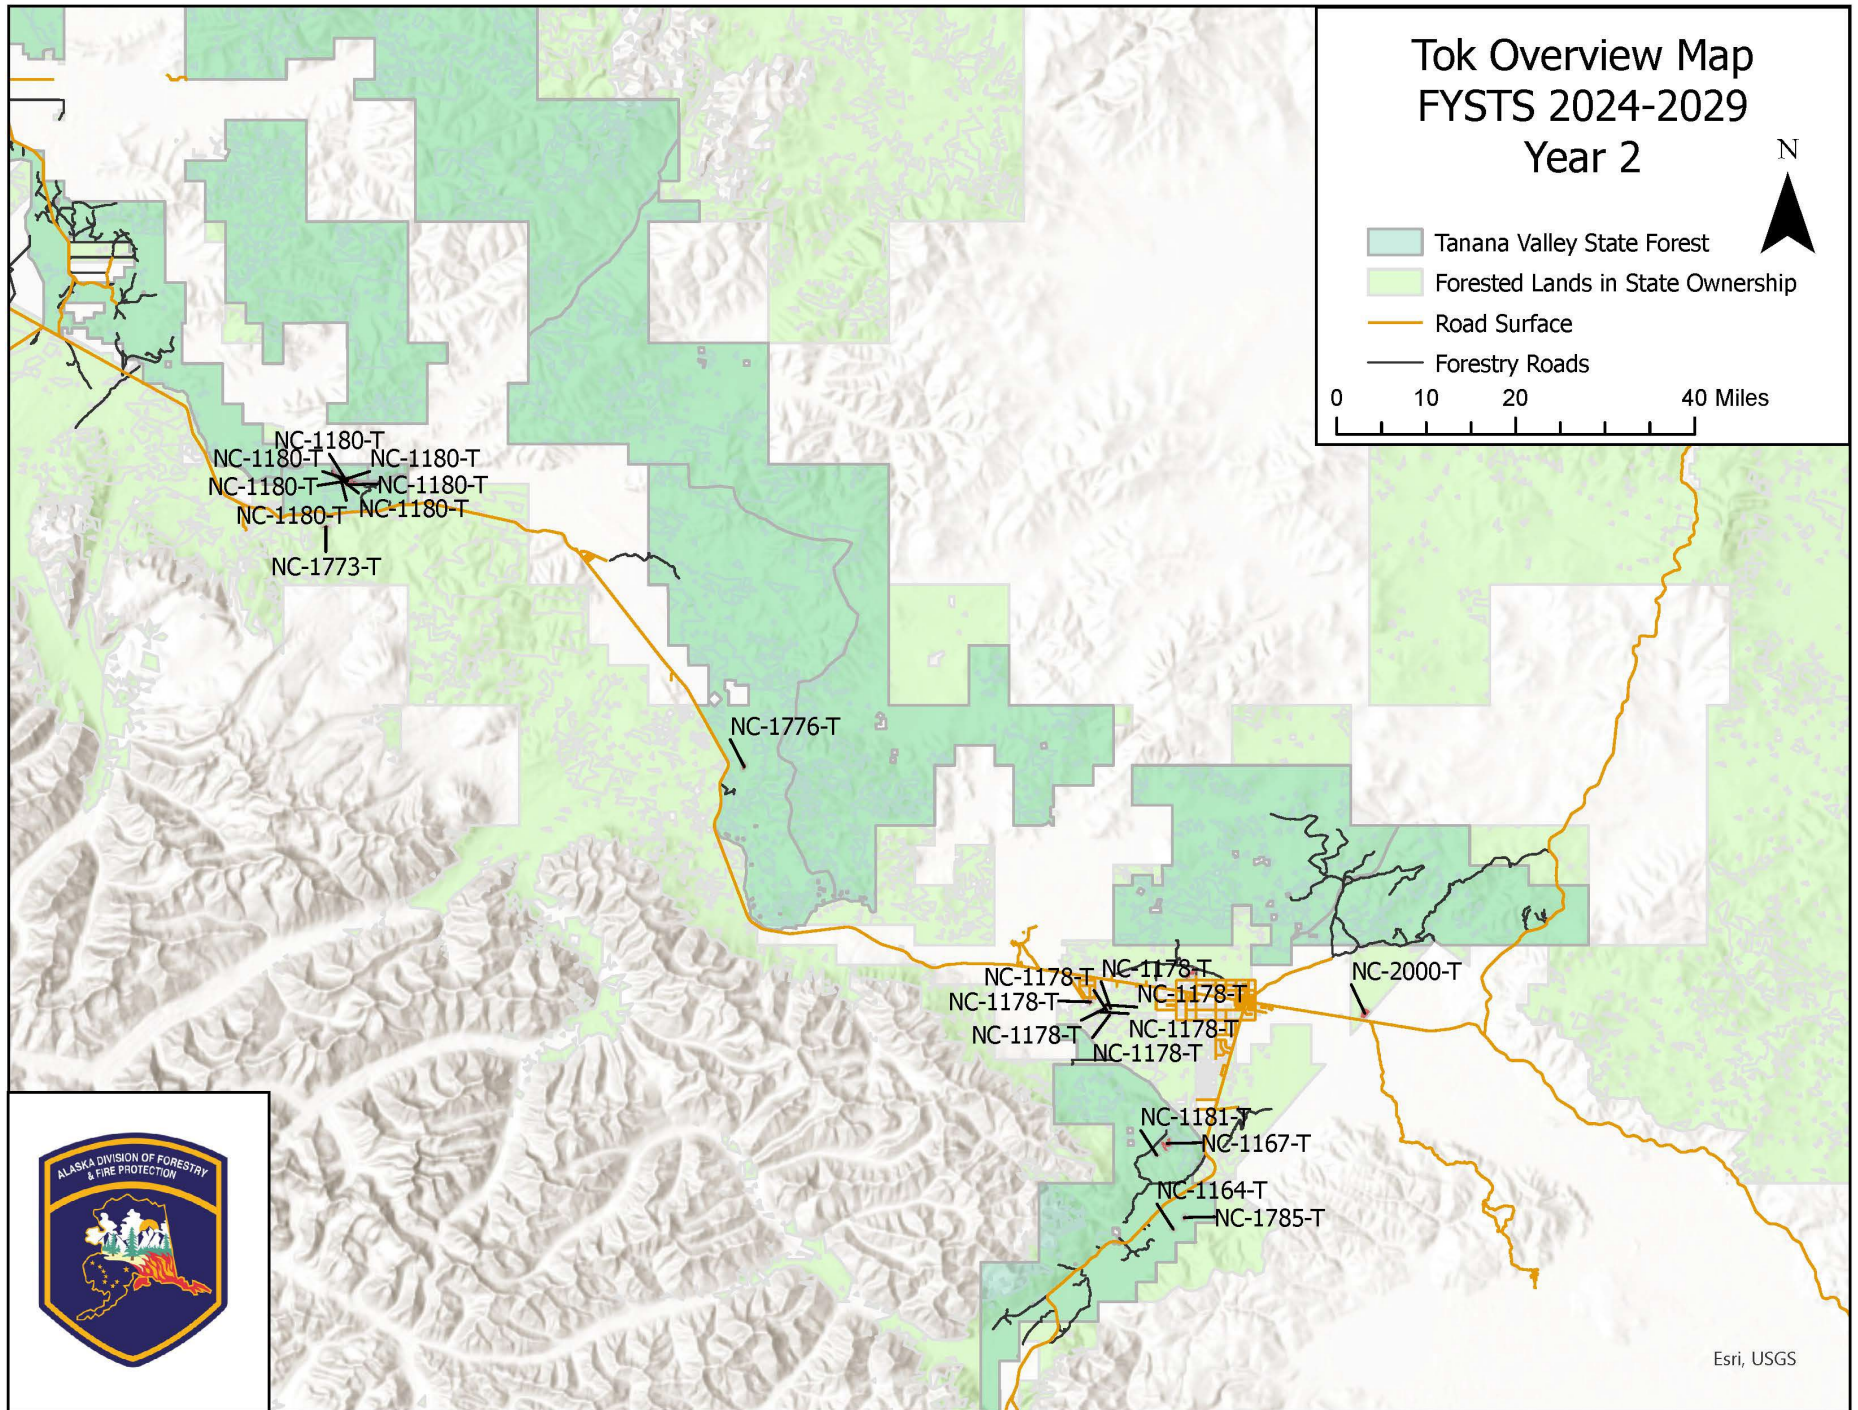 Tok Overview Map
FYSTS 2024-2029
Year 2
N
Tanana Valley State Forest
Forested Lands in State Ownership
Road Surface
Forestry Roads
0 10 20 40 Miles
NC-1180-T
NC-1180-T NC-1180-T
NC-1180-T NC-1180-T
NC-1180-T NC-1180-T
NC-1773-T
NC-1776-T
NC-1178-T NC-1178-T NC-2000-T
NC-1178-T NC-1178-T
NC-1178-T NC-1178-T
NC-1178-T
NC-1181-T
NC-1167-T
NC-1164-T
NC-1785-T
ALASKA DIVISION OF FORESTRY
& FIRE PROTECTION
Esri, USGS